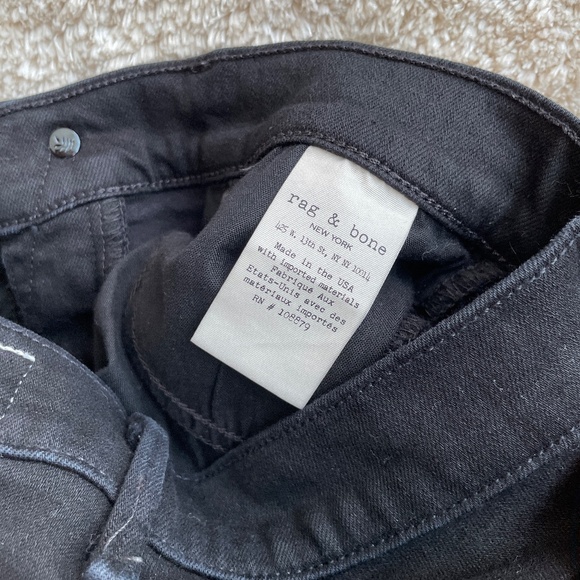 rag & bone
NEW YORK
425 W. 13th St, NY NY 10014
Made in the USA
with imported materials
Fabriqué Aux
Etats-Unis avec des
matériaux importés
RN # 108879